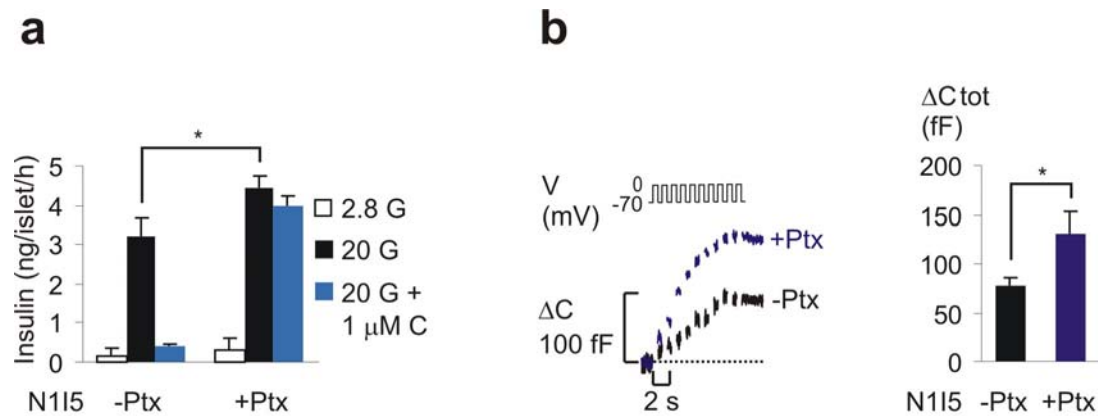 a
Insulin (ng/islet/h)
5
4
3
2
1
0
*
2.8 G
20 G
20 G +
1 μM C
N1I5 -Ptx +Ptx
b
V
(mV)
0
-70
+Ptx
-Ptx
ΔC
100 fF
2 s
ΔC tot
(fF)
200
150
100
50
0
*
N1I5 -Ptx +Ptx